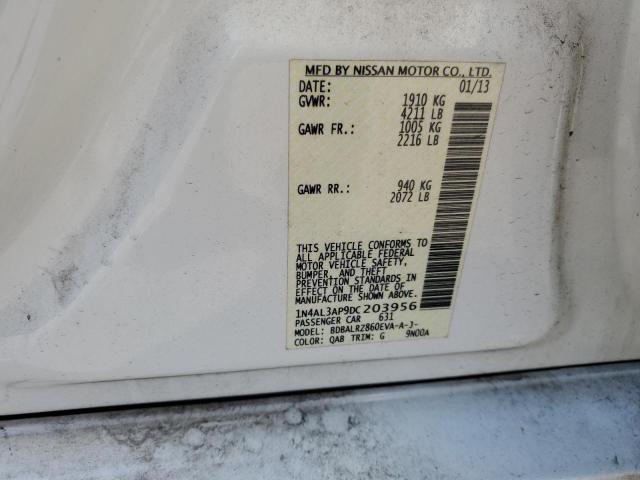 MFD BY NISSAN MOTOR CO., LTD.
DATE: 01/13
GVWR: 1910 KG
4211 LB
GAWR FR.: 1005 KG
2216 LB
GAWR RR.: 940 KG
2072 LB
THIS VEHICLE CONFORMS TO
ALL APPLICABLE FEDERAL
MOTOR VEHICLE SAFETY,
BUMPER, AND THEFT
PREVENTION STANDARDS IN
EFFECT ON THE DATE OF
MANUFACTURE SHOWN ABOVE.
1N4AL3AP9DC203956
PASSENGER CAR 631
MODEL: BDBALRZ860EVA-A-J-
COLOR: QAB TRIM: G 9N00A